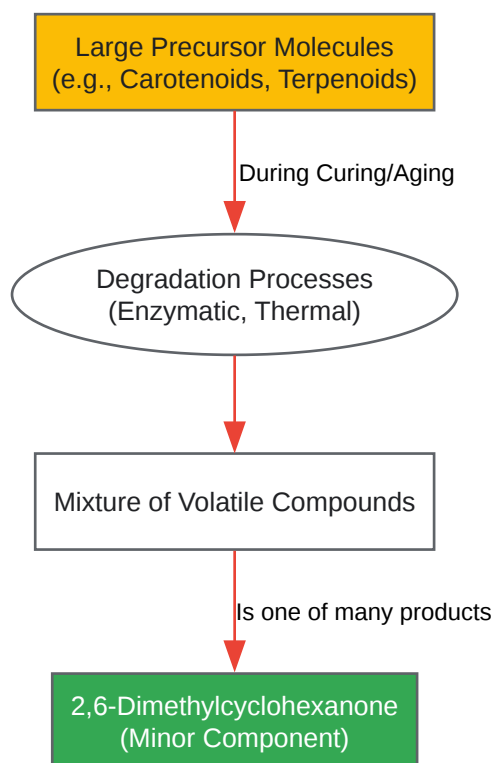 Large Precursor Molecules
(e.g., Carotenoids, Terpenoids)
During Curing/Aging
Degradation Processes
(Enzymatic, Thermal)
Mixture of Volatile Compounds
Is one of many products
2,6-Dimethylcyclohexanone
(Minor Component)